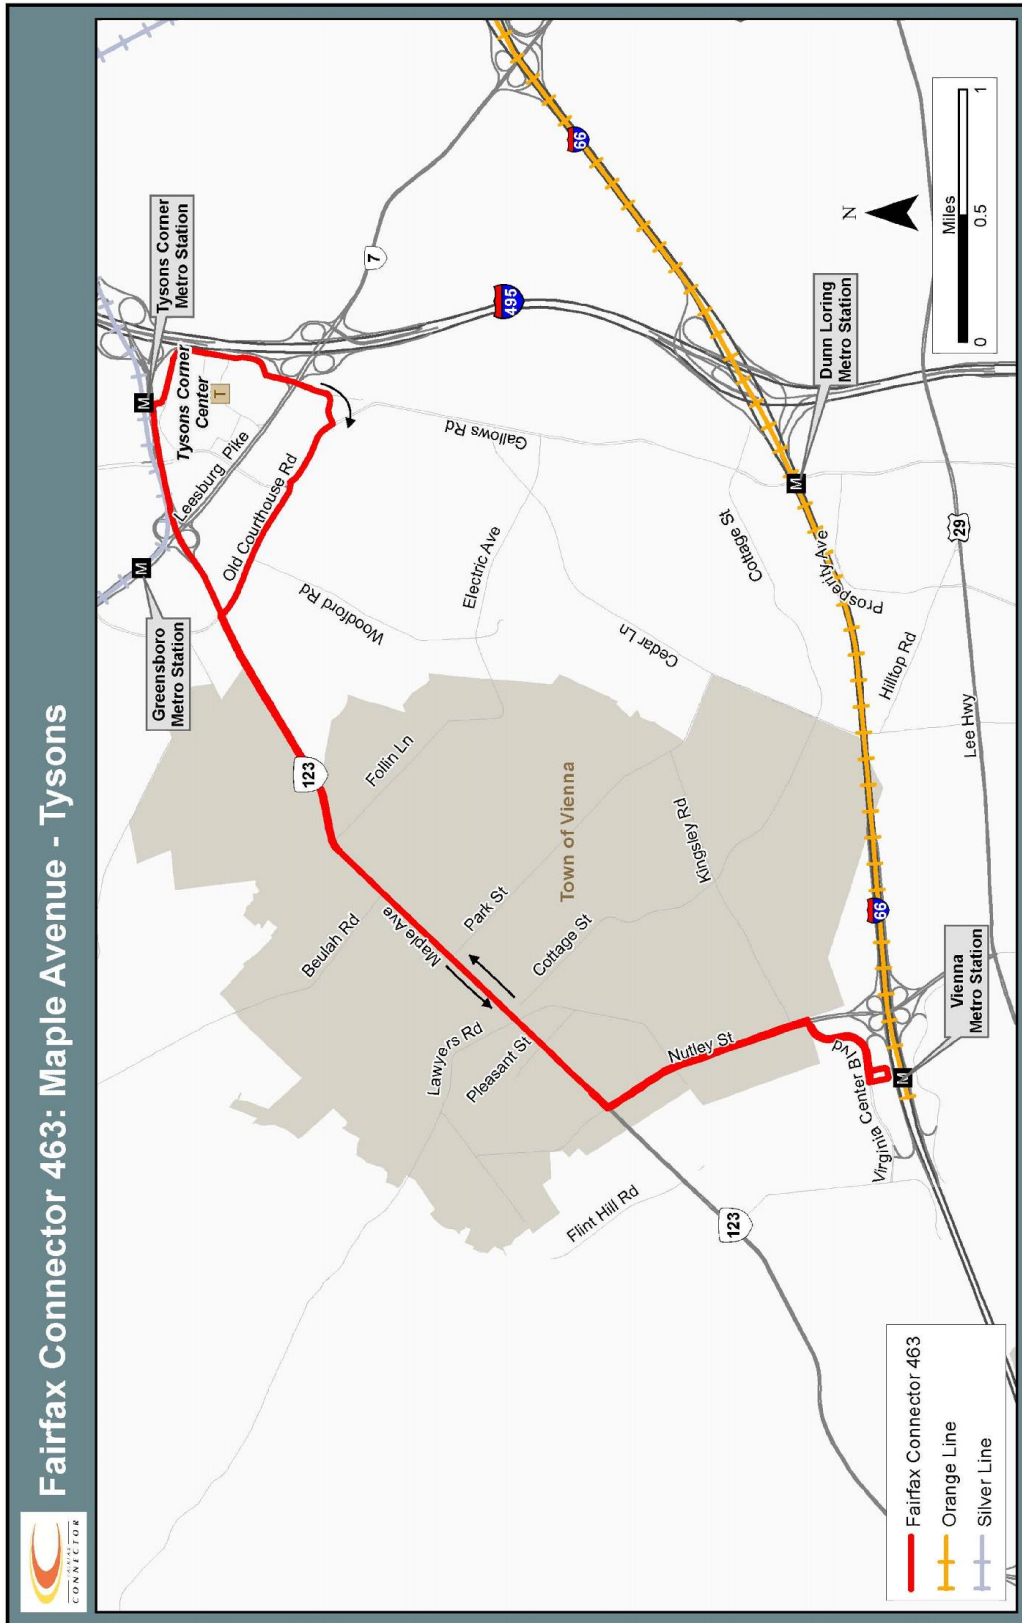 FAIRFAX
CONNECTOR
Fairfax Connector 463: Maple Avenue - Tysons
Tysons Corner
Metro Station
Greensboro
Metro Station
Tysons Corner
Center
T
M
M
Leesburg Pike
7
Old Courthouse Rd
Woodford Rd
Gallows Rd
495
66
Electric Ave
Follin Ln
123
Beulah Rd
Maple Ave
Park St
Town of Vienna
Cottage St
Cedar Ln
Cottage St
Dunn Loring
Metro Station
M
Prosperity Ave
Lawyers Rd
Pleasant St
Kingsley Rd
Nutley St
Hilltop Rd
29
Lee Hwy
66
Flint Hill Rd
123
Virginia Center Blvd
M
Vienna
Metro Station
N
Miles
0
0.5
1
Fairfax Connector 463
Orange Line
Silver Line